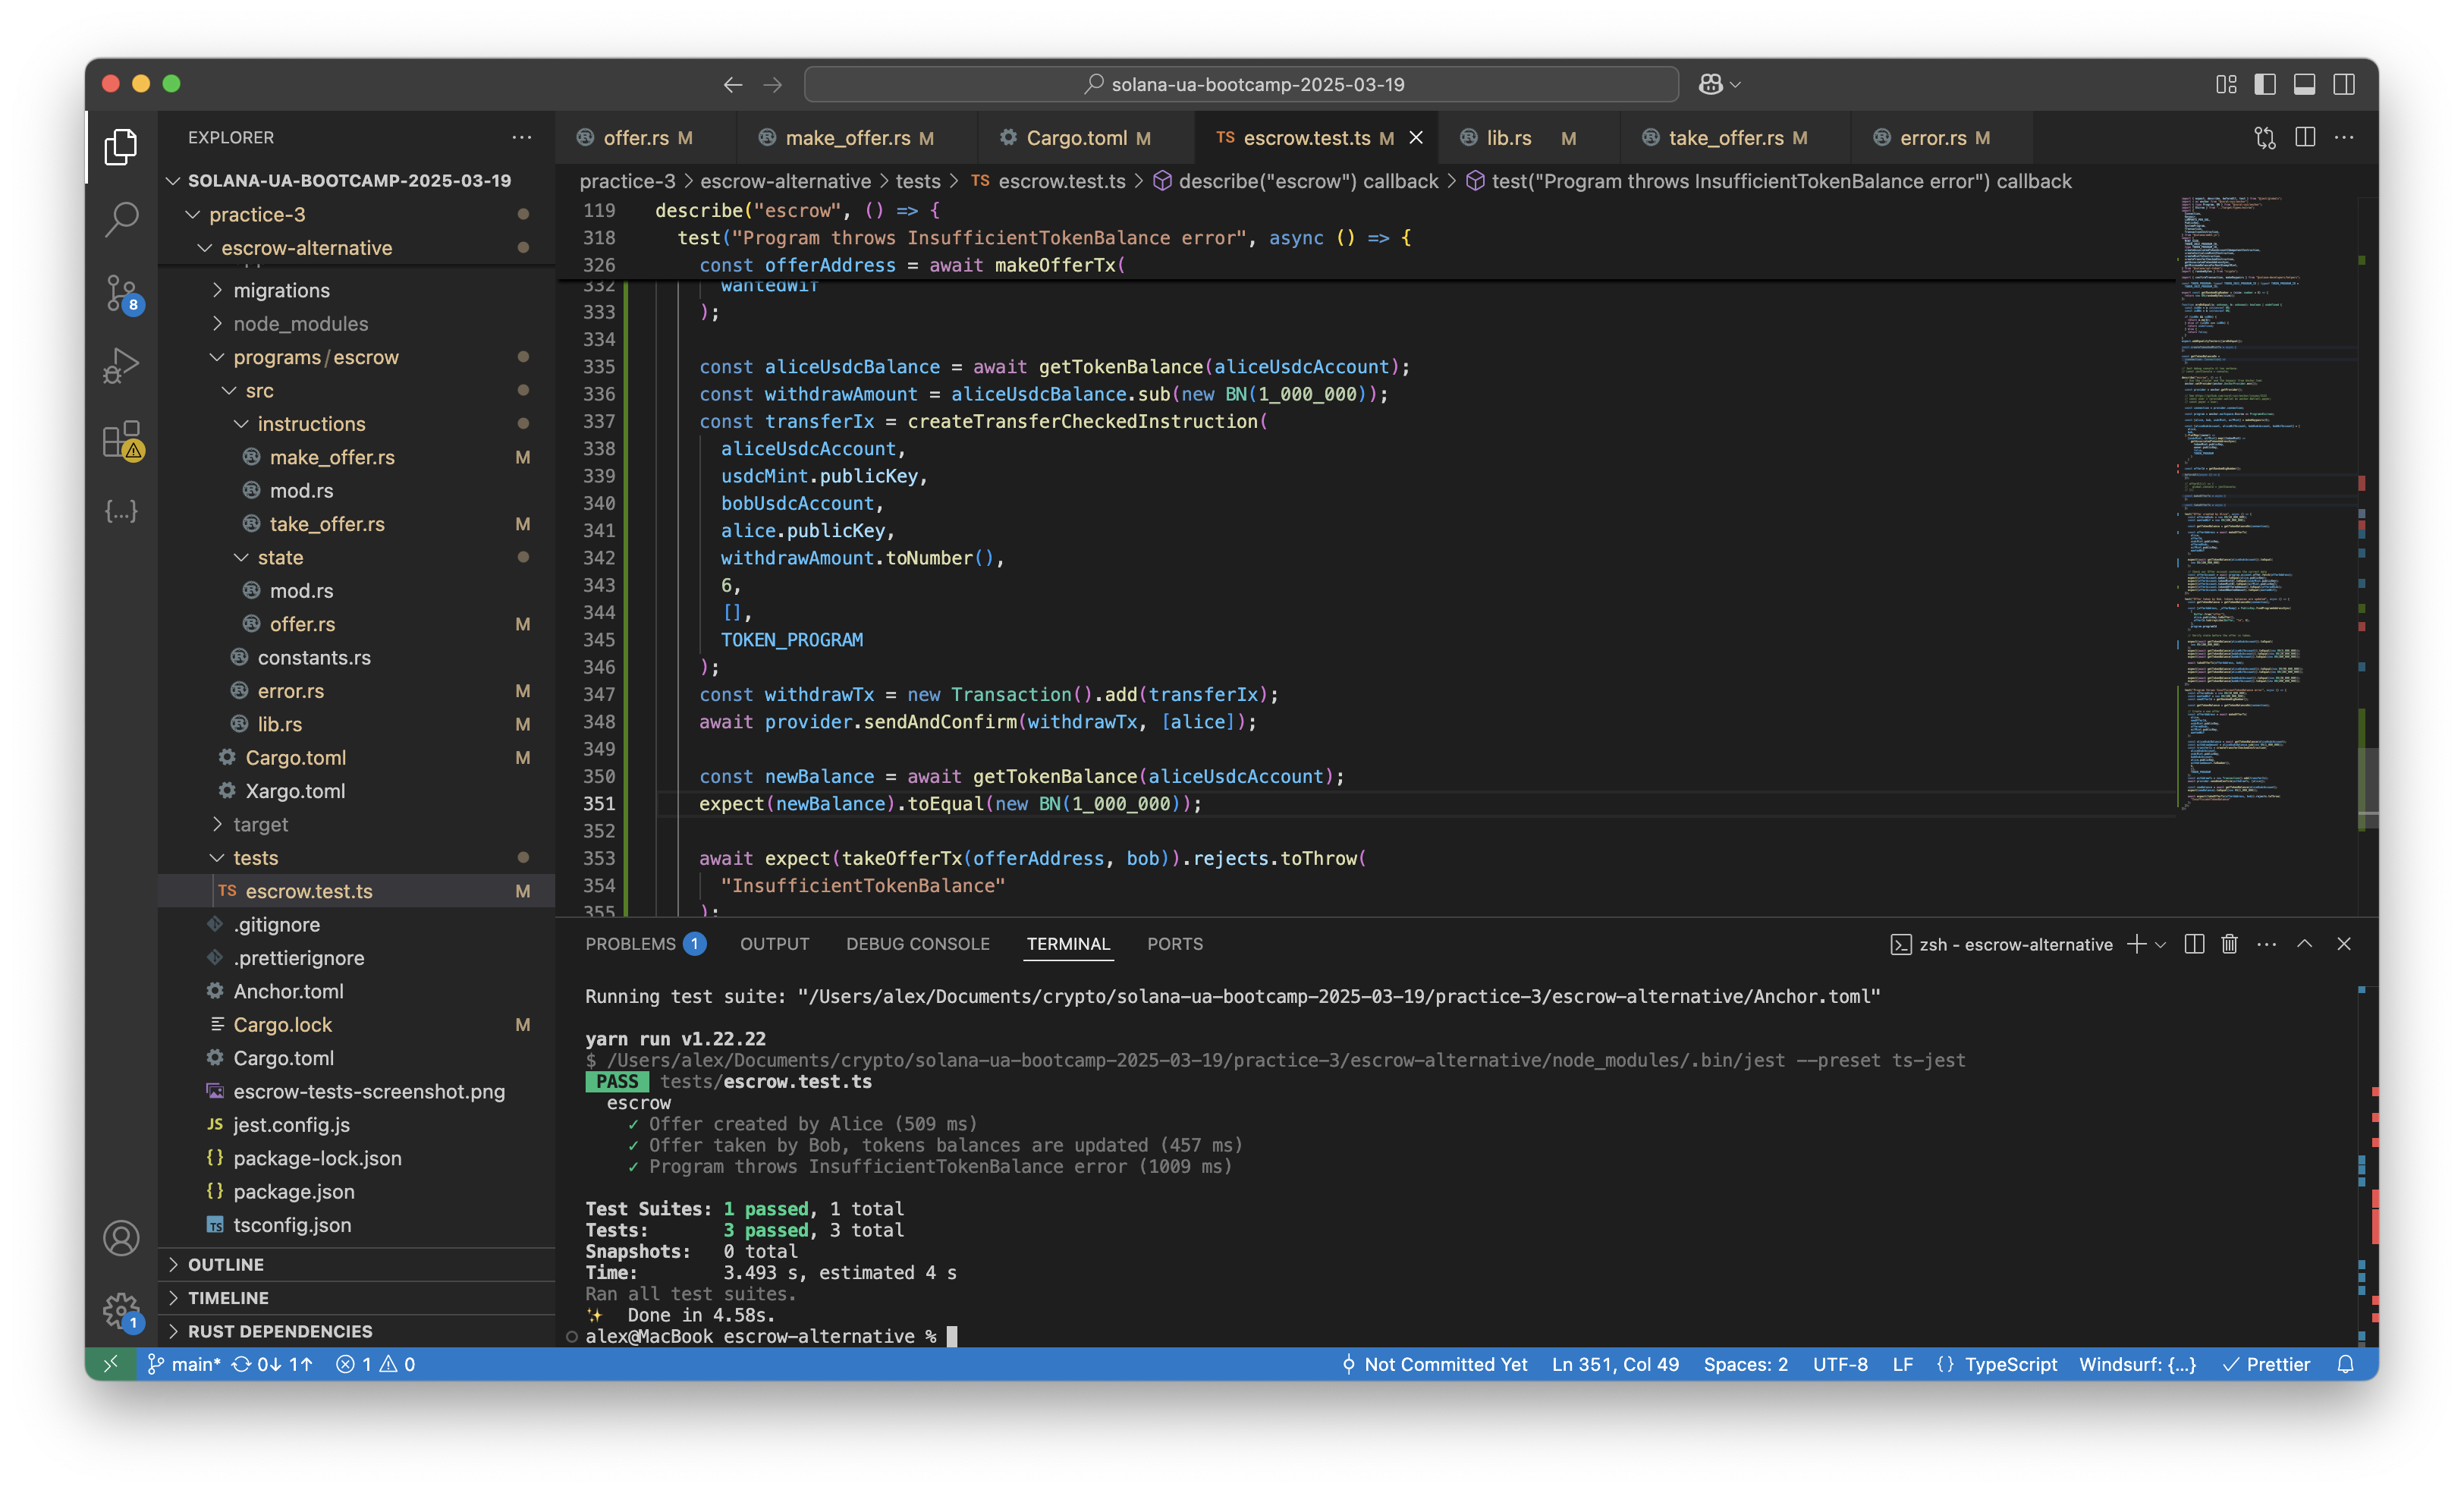 solana-ua-bootcamp-2025-03-19
EXPLORER
SOLANA-UA-BOOTCAMP-2025-03-19
practice-3
escrow-alternative
migrations
node_modules
programs/escrow
src
instructions
make_offer.rs M
mod.rs
take_offer.rs M
state
mod.rs
offer.rs M
constants.rs
error.rs M
lib.rs M
Cargo.toml M
Xargo.toml
target
tests
TS escrow.test.ts M
.gitignore
.prettierignore
Anchor.toml
Cargo.lock M
Cargo.toml
escrow-tests-screenshot.png
JS jest.config.js
{} package-lock.json
{} package.json
TS tsconfig.json
OUTLINE
TIMELINE
RUST DEPENDENCIES
8
1
offer.rs M
make_offer.rs M
Cargo.toml M
TS escrow.test.ts M
lib.rs M
take_offer.rs M
error.rs M
practice-3 > escrow-alternative > tests > TS escrow.test.ts > describe("escrow") callback > test("Program throws InsufficientTokenBalance error") callback
119 describe("escrow", () => {
318 test("Program throws InsufficientTokenBalance error", async () => {
326 const offerAddress = await makeOfferTx(
332 wantedWif
333 );
334
335 const aliceUsdcBalance = await getTokenBalance(aliceUsdcAccount);
336 const withdrawAmount = aliceUsdcBalance.sub(new BN(1_000_000));
337 const transferIx = createTransferCheckedInstruction(
338 aliceUsdcAccount,
339 usdcMint.publicKey,
340 bobUsdcAccount,
341 alice.publicKey,
342 withdrawAmount.toNumber(),
343 6,
344 [],
345 TOKEN_PROGRAM
346 );
347 const withdrawTx = new Transaction().add(transferIx);
348 await provider.sendAndConfirm(withdrawTx, [alice]);
349
350 const newBalance = await getTokenBalance(aliceUsdcAccount);
351 expect(newBalance).toEqual(new BN(1_000_000));
352
353 await expect(takeOfferTx(offerAddress, bob)).rejects.toThrow(
354 "InsufficientTokenBalance"
355 );
PROBLEMS 1 OUTPUT DEBUG CONSOLE TERMINAL PORTS
zsh - escrow-alternative
Running test suite: "/Users/alex/Documents/crypto/solana-ua-bootcamp-2025-03-19/practice-3/escrow-alternative/Anchor.toml"
yarn run v1.22.22
$ /Users/alex/Documents/crypto/solana-ua-bootcamp-2025-03-19/practice-3/escrow-alternative/node_modules/.bin/jest --preset ts-jest
PASS tests/escrow.test.ts
escrow
✓ Offer created by Alice (509 ms)
✓ Offer taken by Bob, tokens balances are updated (457 ms)
✓ Program throws InsufficientTokenBalance error (1009 ms)
Test Suites: 1 passed, 1 total
Tests: 3 passed, 3 total
Snapshots: 0 total
Time: 3.493 s, estimated 4 s
Ran all test suites.
✨ Done in 4.58s.
alex@MacBook escrow-alternative %
main* 0↓ 1↑ 1 0
Not Committed Yet Ln 351, Col 49 Spaces: 2 UTF-8 LF {} TypeScript Windsurf: {...} ✓ Prettier